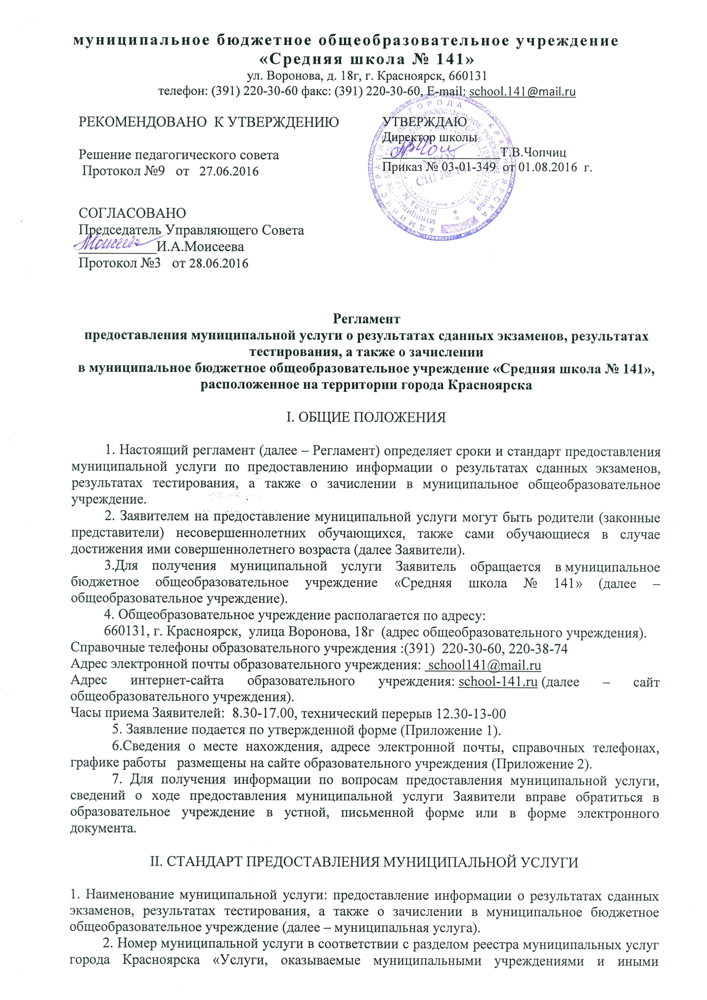 муниципальное бюджетное общеобразовательное учреждение
«Средняя школа № 141»
ул. Воронова, д. 18г, г. Красноярск, 660131
телефон: (391) 220-30-60 факс: (391) 220-30-60, E-mail: school.141@mail.ru
РЕКОМЕНДОВАНО К УТВЕРЖДЕНИЮ
Решение педагогического совета
Протокол №9 от 27.06.2016
УТВЕРЖДАЮ
Директор школы
Т.В.Чопчиц
Приказ № 03-01-349 от 01.08.2016 г.
АДМИНИСТРАЦИЯ ГОРОДА КРАСНОЯРСКА
МБОУ
СШ № 141
СОГЛАСОВАНО
Председатель Управляющего Совета
Моисеева И.А.Моисеева
Протокол №3 от 28.06.2016
Регламент
предоставления муниципальной услуги о результатах сданных экзаменов, результатах
тестирования, а также о зачислении
в муниципальное бюджетное общеобразовательное учреждение «Средняя школа № 141»,
расположенное на территории города Красноярска
I. ОБЩИЕ ПОЛОЖЕНИЯ
1. Настоящий регламент (далее – Регламент) определяет сроки и стандарт предоставления
муниципальной услуги по предоставлению информации о результатах сданных экзаменов,
результатах тестирования, а также о зачислении в муниципальное общеобразовательное
учреждение.
2. Заявителем на предоставление муниципальной услуги могут быть родители (законные
представители) несовершеннолетних обучающихся, также сами обучающиеся в случае
достижения ими совершеннолетнего возраста (далее Заявители).
3.Для получения муниципальной услуги Заявитель обращается в муниципальное
бюджетное общеобразовательное учреждение «Средняя школа № 141» (далее –
общеобразовательное учреждение).
4. Общеобразовательное учреждение располагается по адресу:
660131, г. Красноярск, улица Воронова, 18г (адрес общеобразовательного учреждения).
Справочные телефоны образовательного учреждения :(391) 220-30-60, 220-38-74
Адрес электронной почты образовательного учреждения: school141@mail.ru
Адрес интернет-сайта образовательного учреждения: school-141.ru (далее – сайт
общеобразовательного учреждения).
Часы приема Заявителей: 8.30-17.00, технический перерыв 12.30-13-00
5. Заявление подается по утвержденной форме (Приложение 1).
6.Сведения о месте нахождения, адресе электронной почты, справочных телефонах,
графике работы размещены на сайте образовательного учреждения (Приложение 2).
7. Для получения информации по вопросам предоставления муниципальной услуги,
сведений о ходе предоставления муниципальной услуги Заявители вправе обратиться в
образовательное учреждение в устной, письменной форме или в форме электронного
документа.
II. СТАНДАРТ ПРЕДОСТАВЛЕНИЯ МУНИЦИПАЛЬНОЙ УСЛУГИ
1. Наименование муниципальной услуги: предоставление информации о результатах сданных
экзаменов, результатах тестирования, а также о зачислении в муниципальное бюджетное
общеобразовательное учреждение (далее – муниципальная услуга).
2. Номер муниципальной услуги в соответствии с разделом реестра муниципальных услуг
города Красноярска «Услуги, оказываемые муниципальными учреждениями и иными